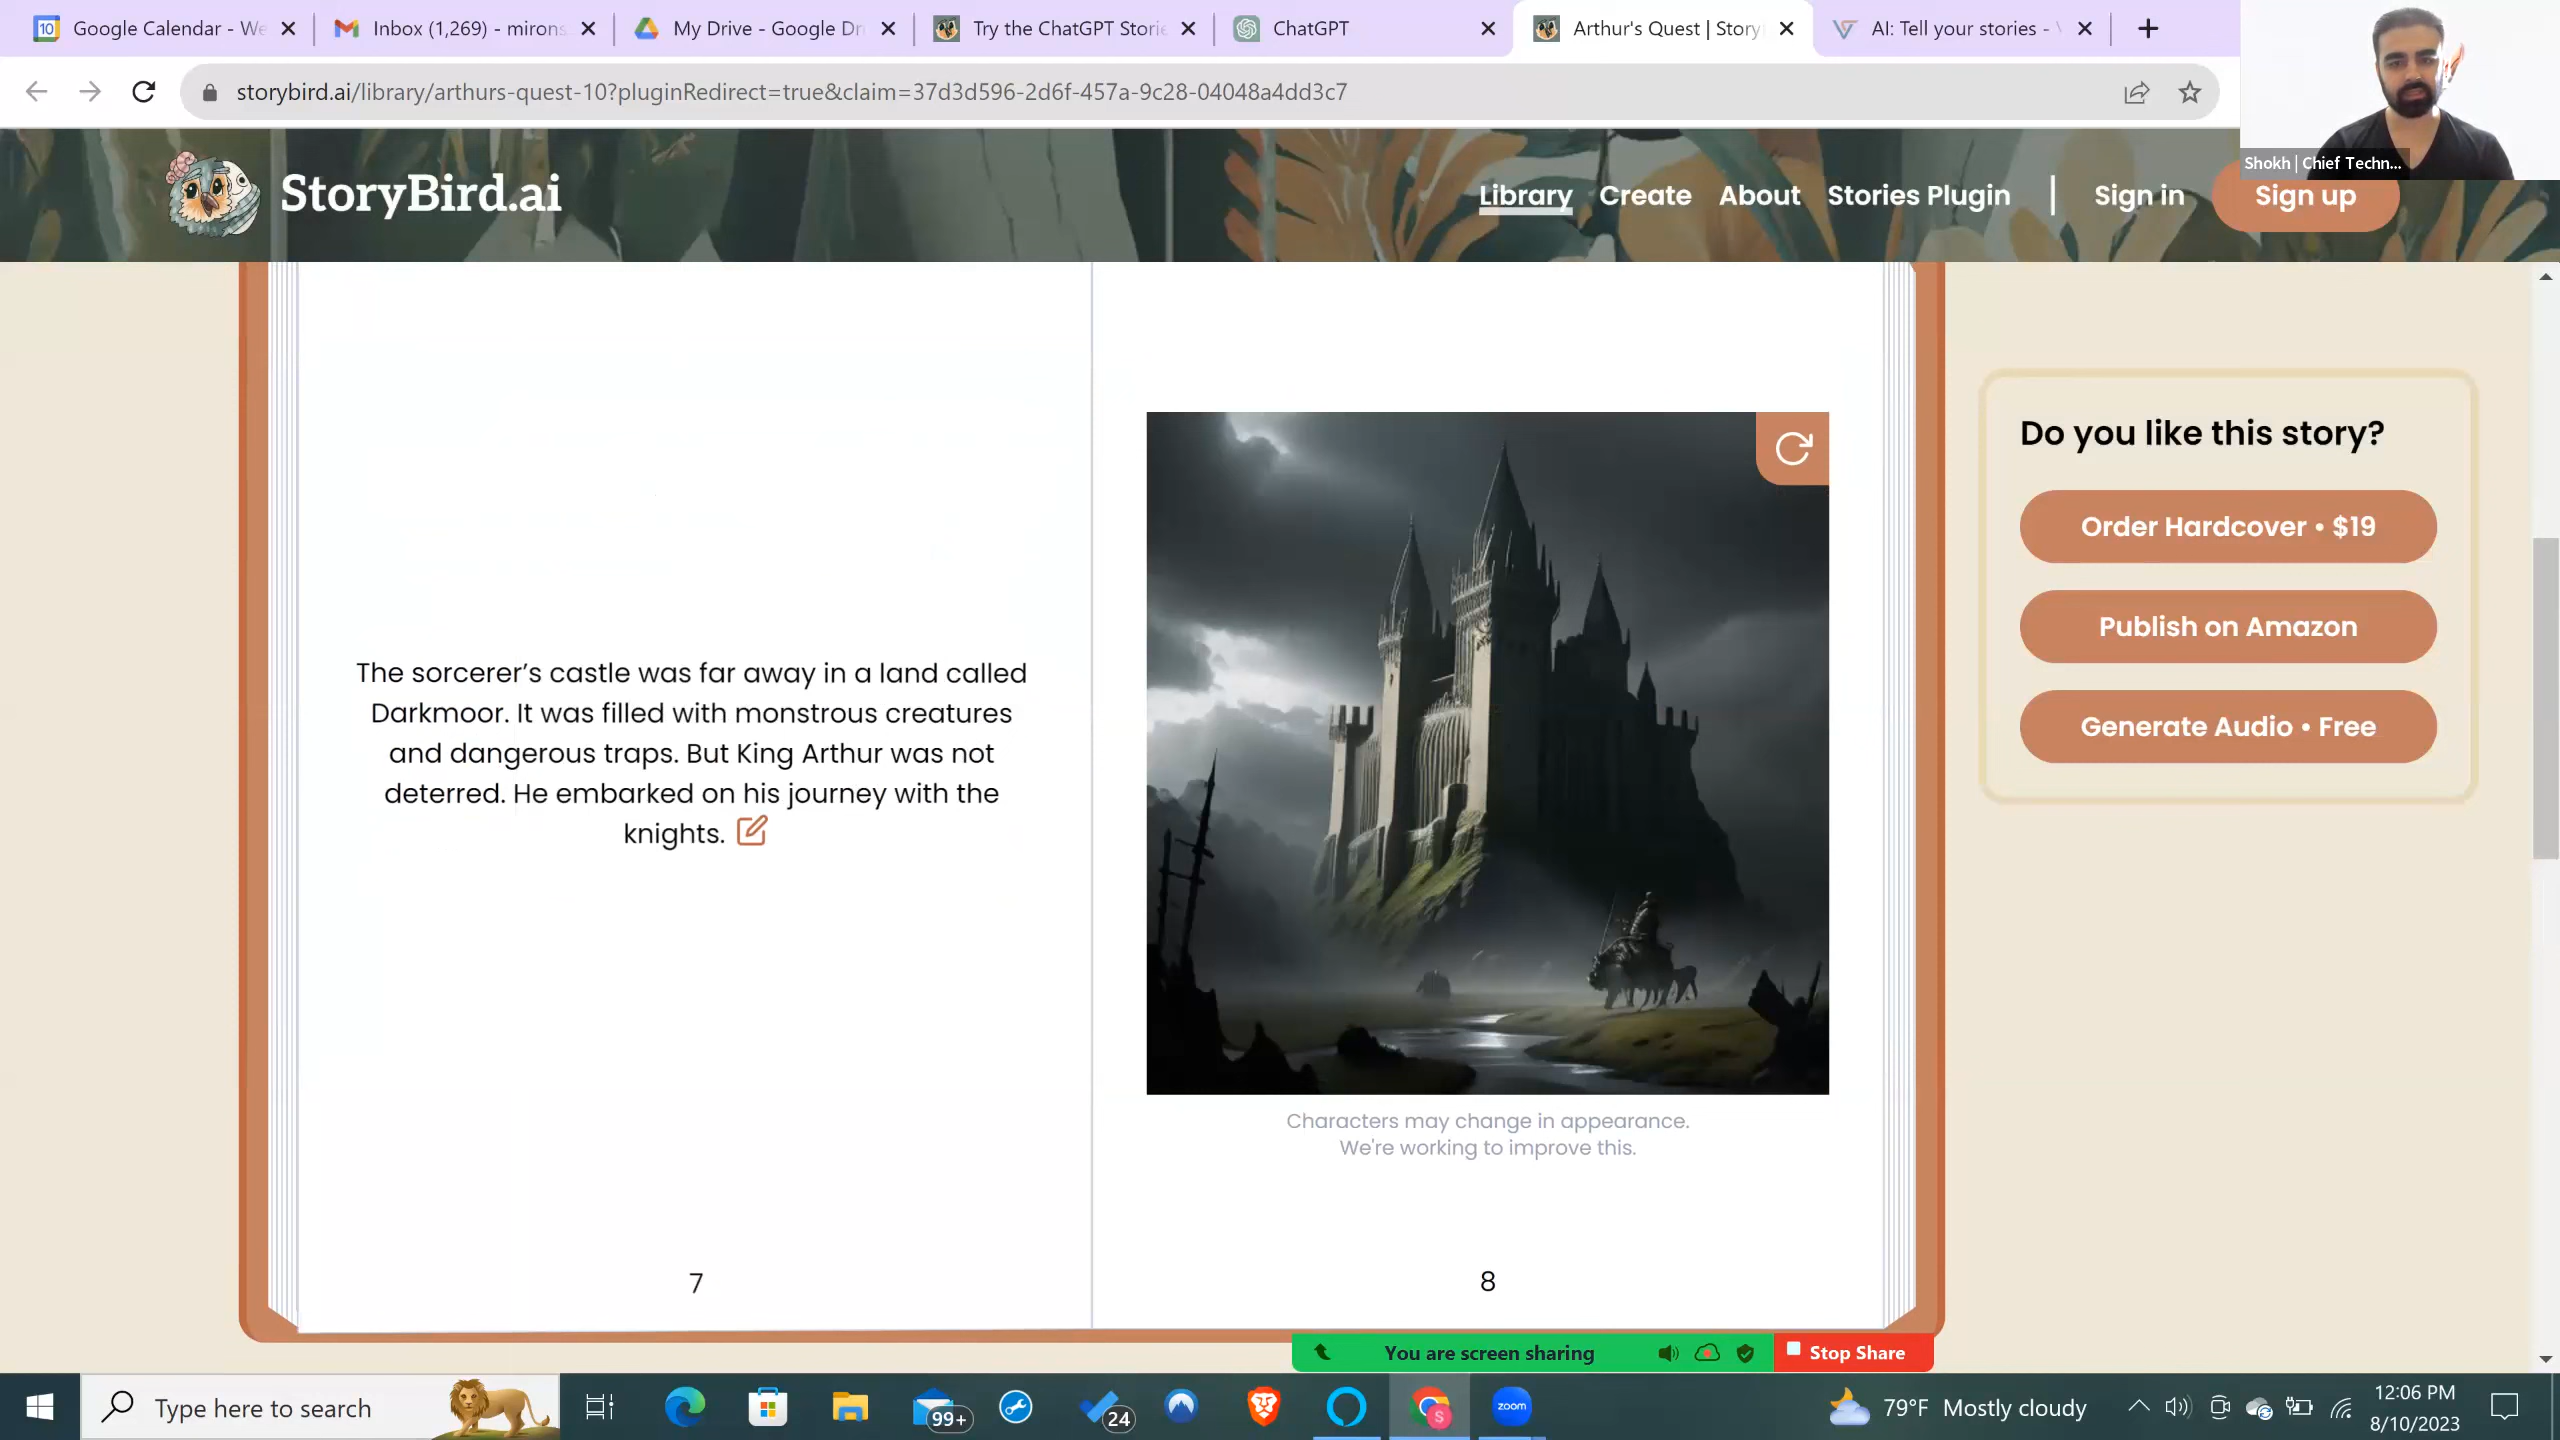 10 Google Calendar - We
Inbox (1,269) - mirons.
My Drive - Google Dr
Try the ChatGPT Storie
ChatGPT
Arthur's Quest | Story
AI: Tell your stories -
storybird.ai/library/arthurs-quest-10?pluginRedirect=true&claim=37d3d596-2d6f-457a-9c28-04048a4dd3c7
Shokh | Chief Techn...
StoryBird.ai
Library Create About Stories Plugin | Sign in Sign up
The sorcerer’s castle was far away in a land called
Darkmoor. It was filled with monstrous creatures
and dangerous traps. But King Arthur was not
deterred. He embarked on his journey with the
knights.
7
Characters may change in appearance.
We're working to improve this.
8
Do you like this story?
Order Hardcover • $19
Publish on Amazon
Generate Audio • Free
You are screen sharing
Stop Share
Type here to search
99+
24
S
zoom
79°F Mostly cloudy
12:06 PM
8/10/2023